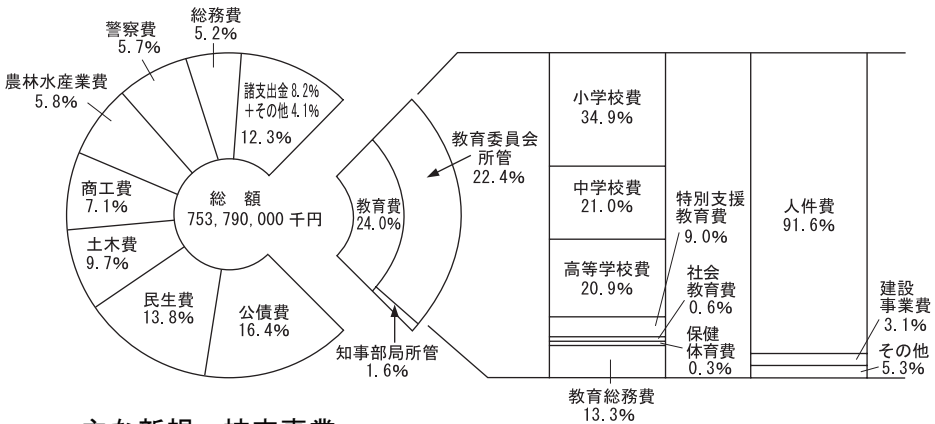 総務費
5.2%
警察費
5.7%
農林水産業費
5.8%
商工費
7.1%
土木費
9.7%
民生費
13.8%
公債費
16.4%
諸支出金 8.2%
＋その他 4.1%
12.3%
総　額
753,790,000 千円
教育費
24.0%
教育委員会
所管
22.4%
知事部局所管
1.6%
小学校費
34.9%
中学校費
21.0%
高等学校費
20.9%
特別支援
教育費
9.0%
社会
教育費
0.6%
保健
体育費
0.3%
教育総務費
13.3%
人件費
91.6%
建設
事業費
3.1%
その他
5.3%